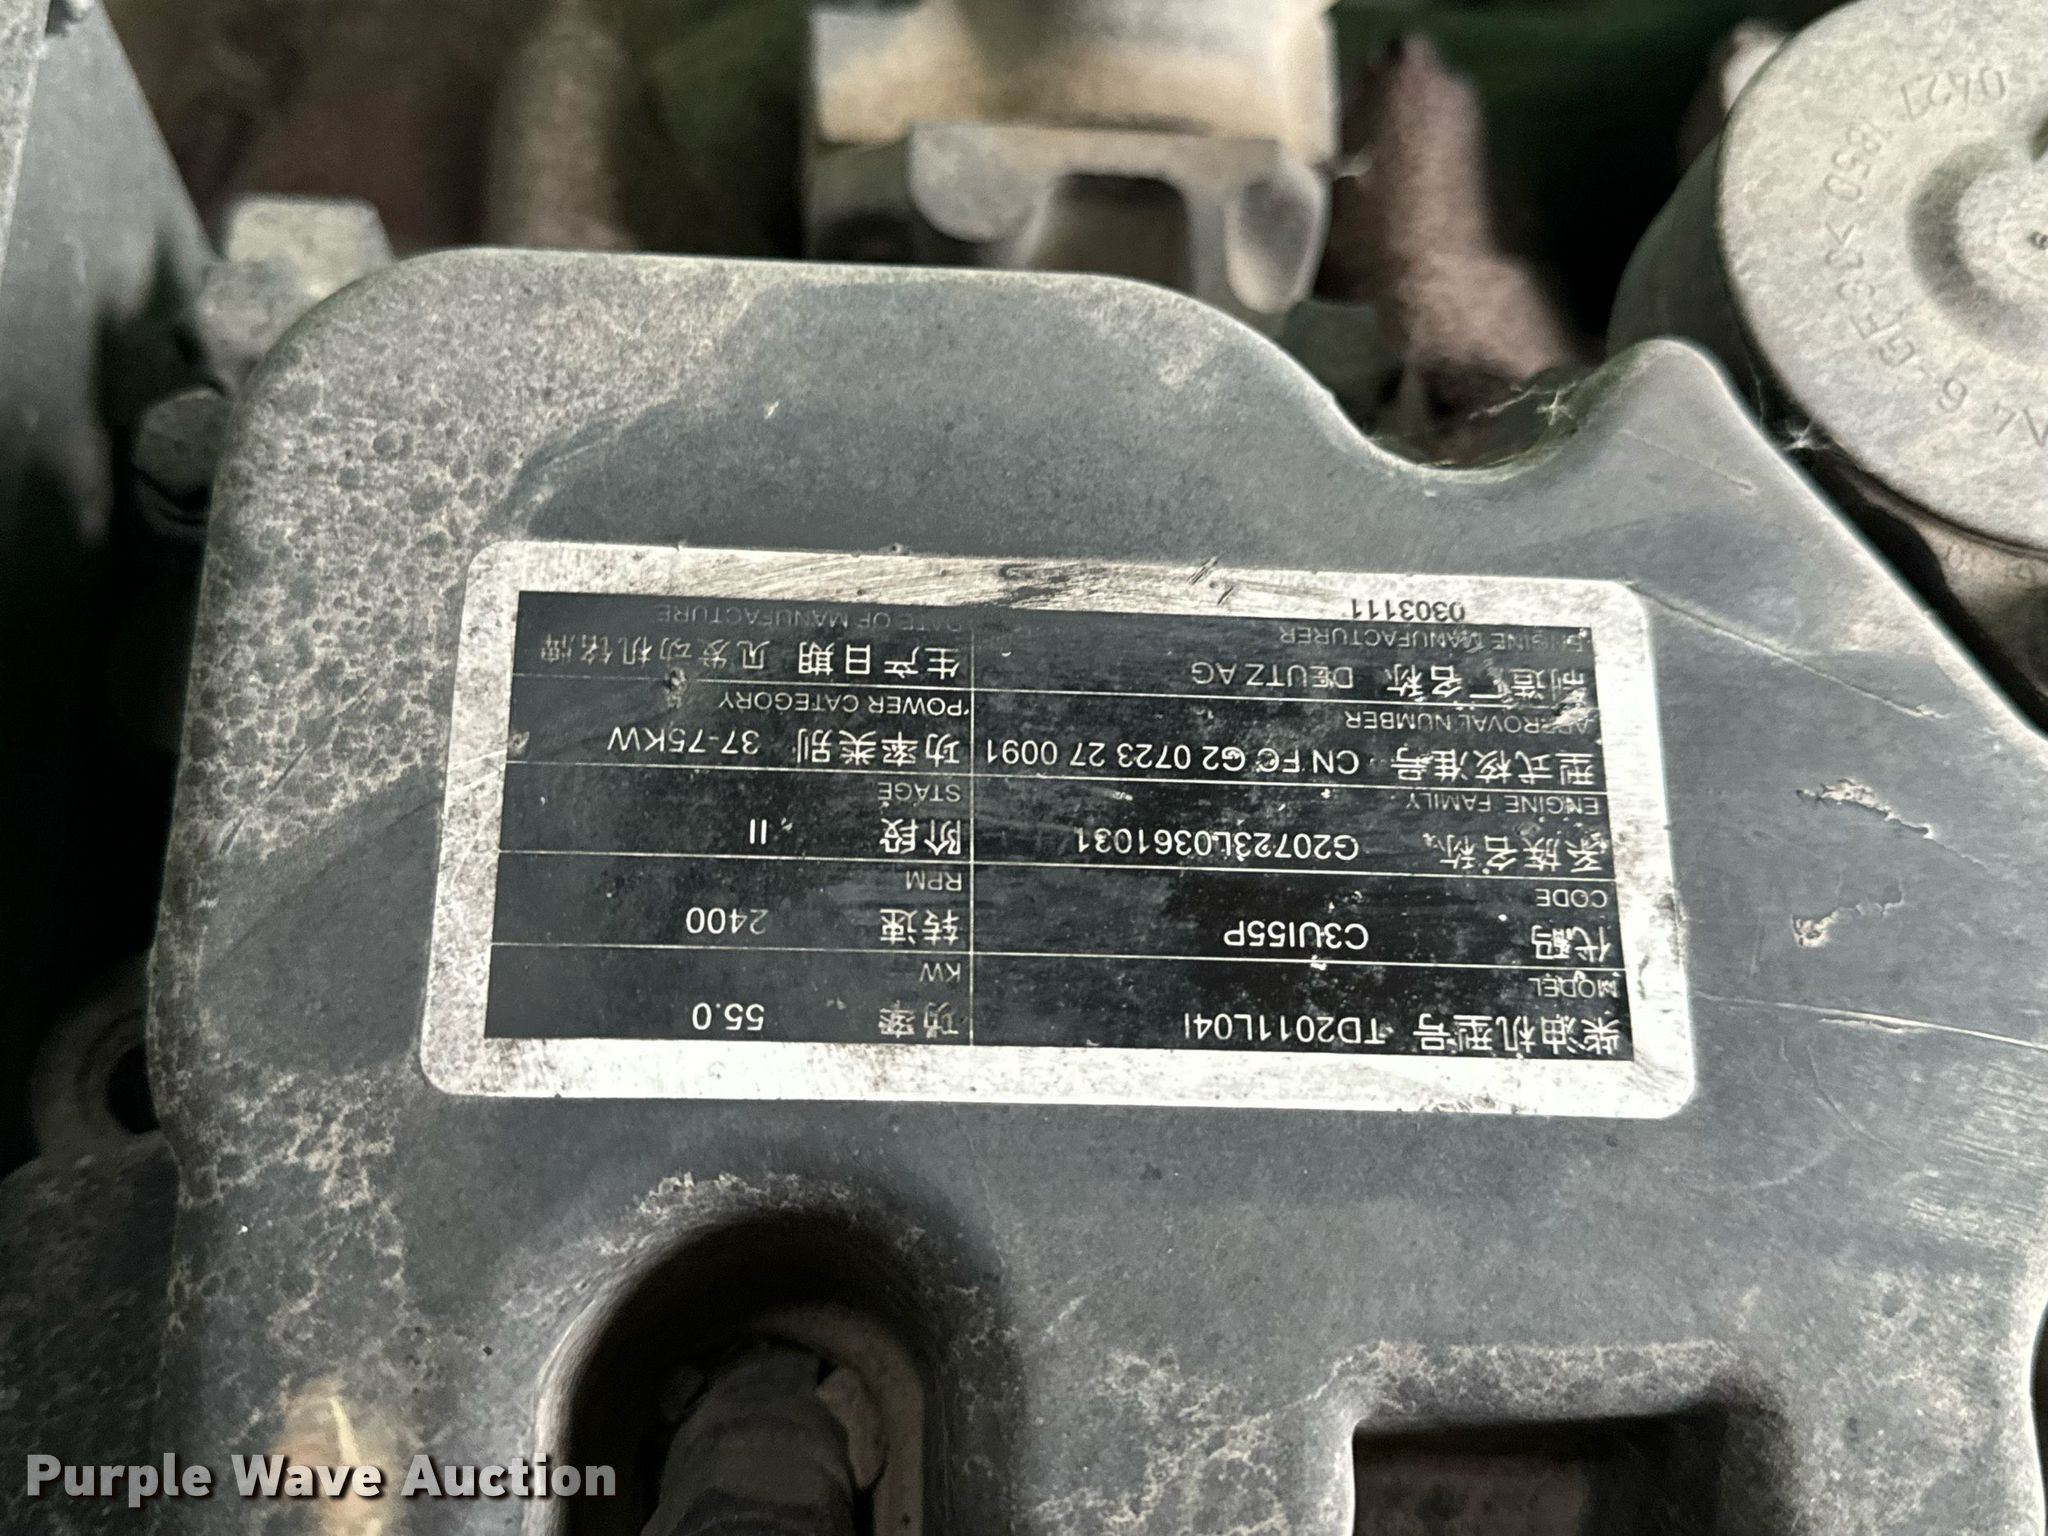 柴油机型号 TD2011L04I
MODEL
功率 55.0
KW
代码 C3UI55P
CODE
转速 2400
RPM
系族名称 G20723L0361031
ENGINE FAMILY
阶段 II
STAGE
型式核准号 CN FC G2 0723 27 0091
APPROVAL NUMBER
功率类别 37-75KW
POWER CATEGORY
制造厂名称 DEUTZ AG
ENGINE MANUFACTURER
生产日期 见发动机铭牌
DATE OF MANUFACTURE
0303111
0427 1850
Purple Wave Auction